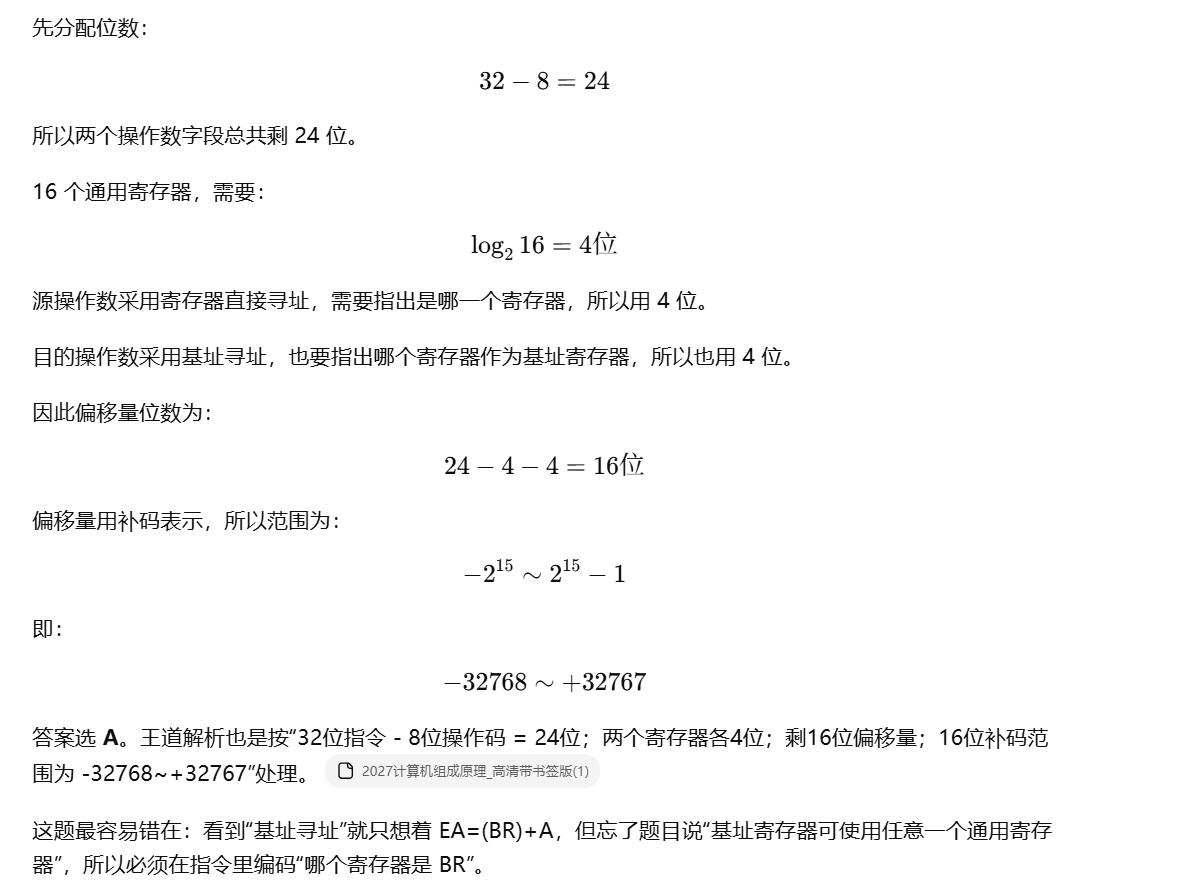 先分配位数：
32 − 8 = 24
所以两个操作数字段总共剩 24 位。
16 个通用寄存器，需要：
log₂ 16 = 4位
源操作数采用寄存器直接寻址，需要指出是哪一个寄存器，所以用 4 位。
目的操作数采用基址寻址，也要指出哪个寄存器作为基址寄存器，所以也用 4 位。
因此偏移量位数为：
24 − 4 − 4 = 16位
偏移量用补码表示，所以范围为：
−2¹⁵ ∼ 2¹⁵ − 1
即：
−32768 ∼ +32767
答案选 A。王道解析也是按“32位指令 - 8位操作码 = 24位；两个寄存器各4位；剩16位偏移量；16位补码范
围为 -32768~+32767”处理。 2027计算机组成原理_高清带书签版(1)
这题最容易错在：看到“基址寻址”就只想着 EA=(BR)+A，但忘了题目说“基址寄存器可使用任意一个通用寄存
器”，所以必须在指令里编码“哪个寄存器是 BR”。